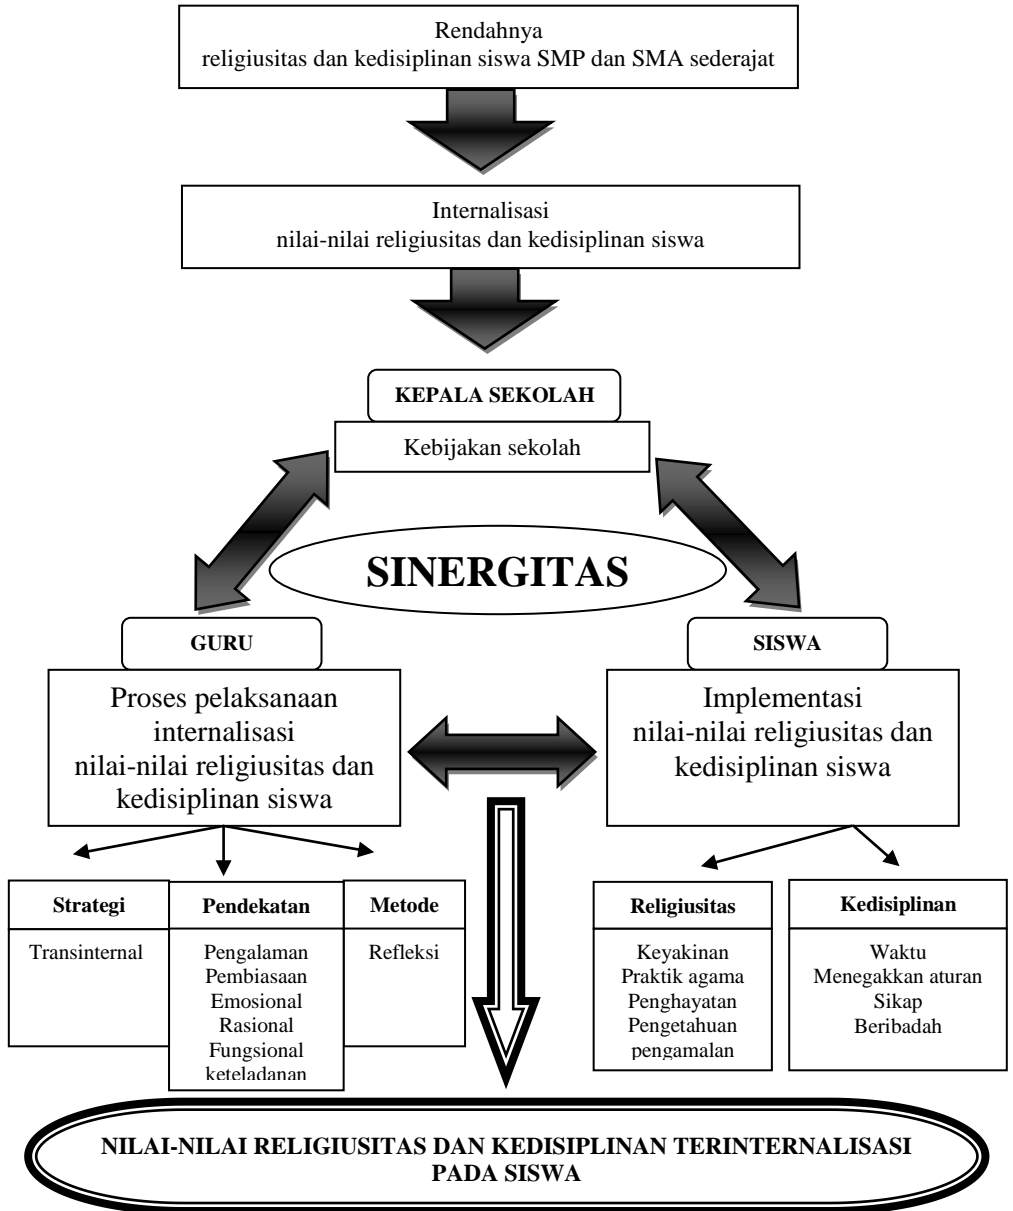 Rendahnya
religiusitas dan kedisiplinan siswa SMP dan SMA sederajat
Internalisasi
nilai-nilai religiusitas dan kedisiplinan siswa
KEPALA SEKOLAH
Kebijakan sekolah
SINERGITAS
GURU
Proses pelaksanaan
internalisasi
nilai-nilai religiusitas dan
kedisiplinan siswa
SISWA
Implementasi
nilai-nilai religiusitas dan
kedisiplinan siswa
Strategi
Transinternal
Pendekatan
Pengalaman
Pembiasaan
Emosional
Rasional
Fungsional
keteladanan
Metode
Refleksi
Religiusitas
Keyakinan
Praktik agama
Penghayatan
Pengetahuan
pengamalan
Kedisiplinan
Waktu
Menegakkan aturan
Sikap
Beribadah
NILAI-NILAI RELIGIUSITAS DAN KEDISIPLINAN TERINTERNALISASI
PADA SISWA